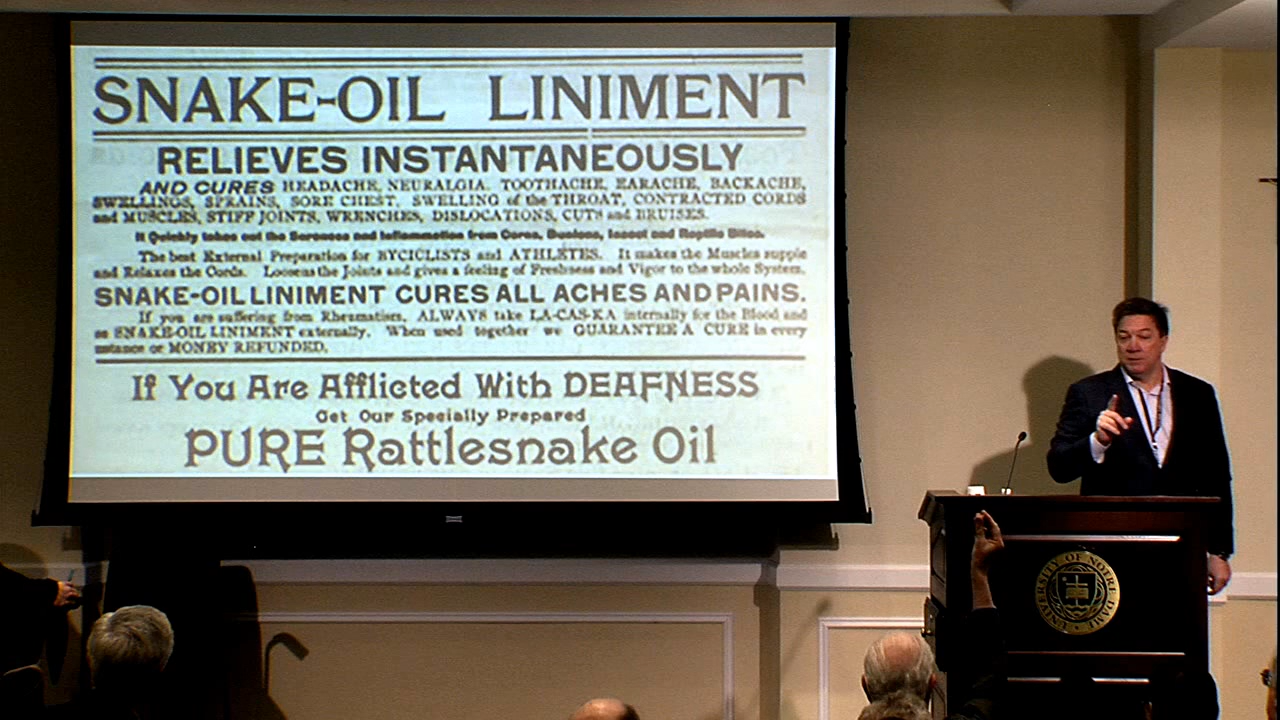 SNAKE-OIL LINIMENT
RELIEVES INSTANTANEOUSLY
AND CURES HEADACHE, NEURALGIA. TOOTHACHE, EARACHE, BACKACHE,
SWELLINGS, SPRAINS, SORE CHEST, SWELLING of the THROAT, CONTRACTED CORDS
and MUSCLES, STIFF JOINTS, WRENCHES, DISLOCATIONS, CUTS and BRUISES.
It Quickly takes out the Soreness and Inflammation from Corns, Bunions, Insect and Reptile Bites.
The best External Preparation for BYCICLISTS and ATHLETES. It makes the Muscles supple
and Relaxes the Cords. Loosens the Joints and gives a feeling of Freshness and Vigor to the whole System.
SNAKE-OIL LINIMENT CURES ALL ACHES AND PAINS.
If you are suffering from Rheumatism, ALWAYS take LA-CAS-KA internally for the Blood and
SNAKE-OIL LINIMENT externally. When used together we GUARANTEE A CURE in every
instance or MONEY REFUNDED.
If You Are Afflicted With DEAFNESS
Get Our Specially Prepared
PURE Rattlesnake Oil
UNIVERSITY OF NOTRE DAME